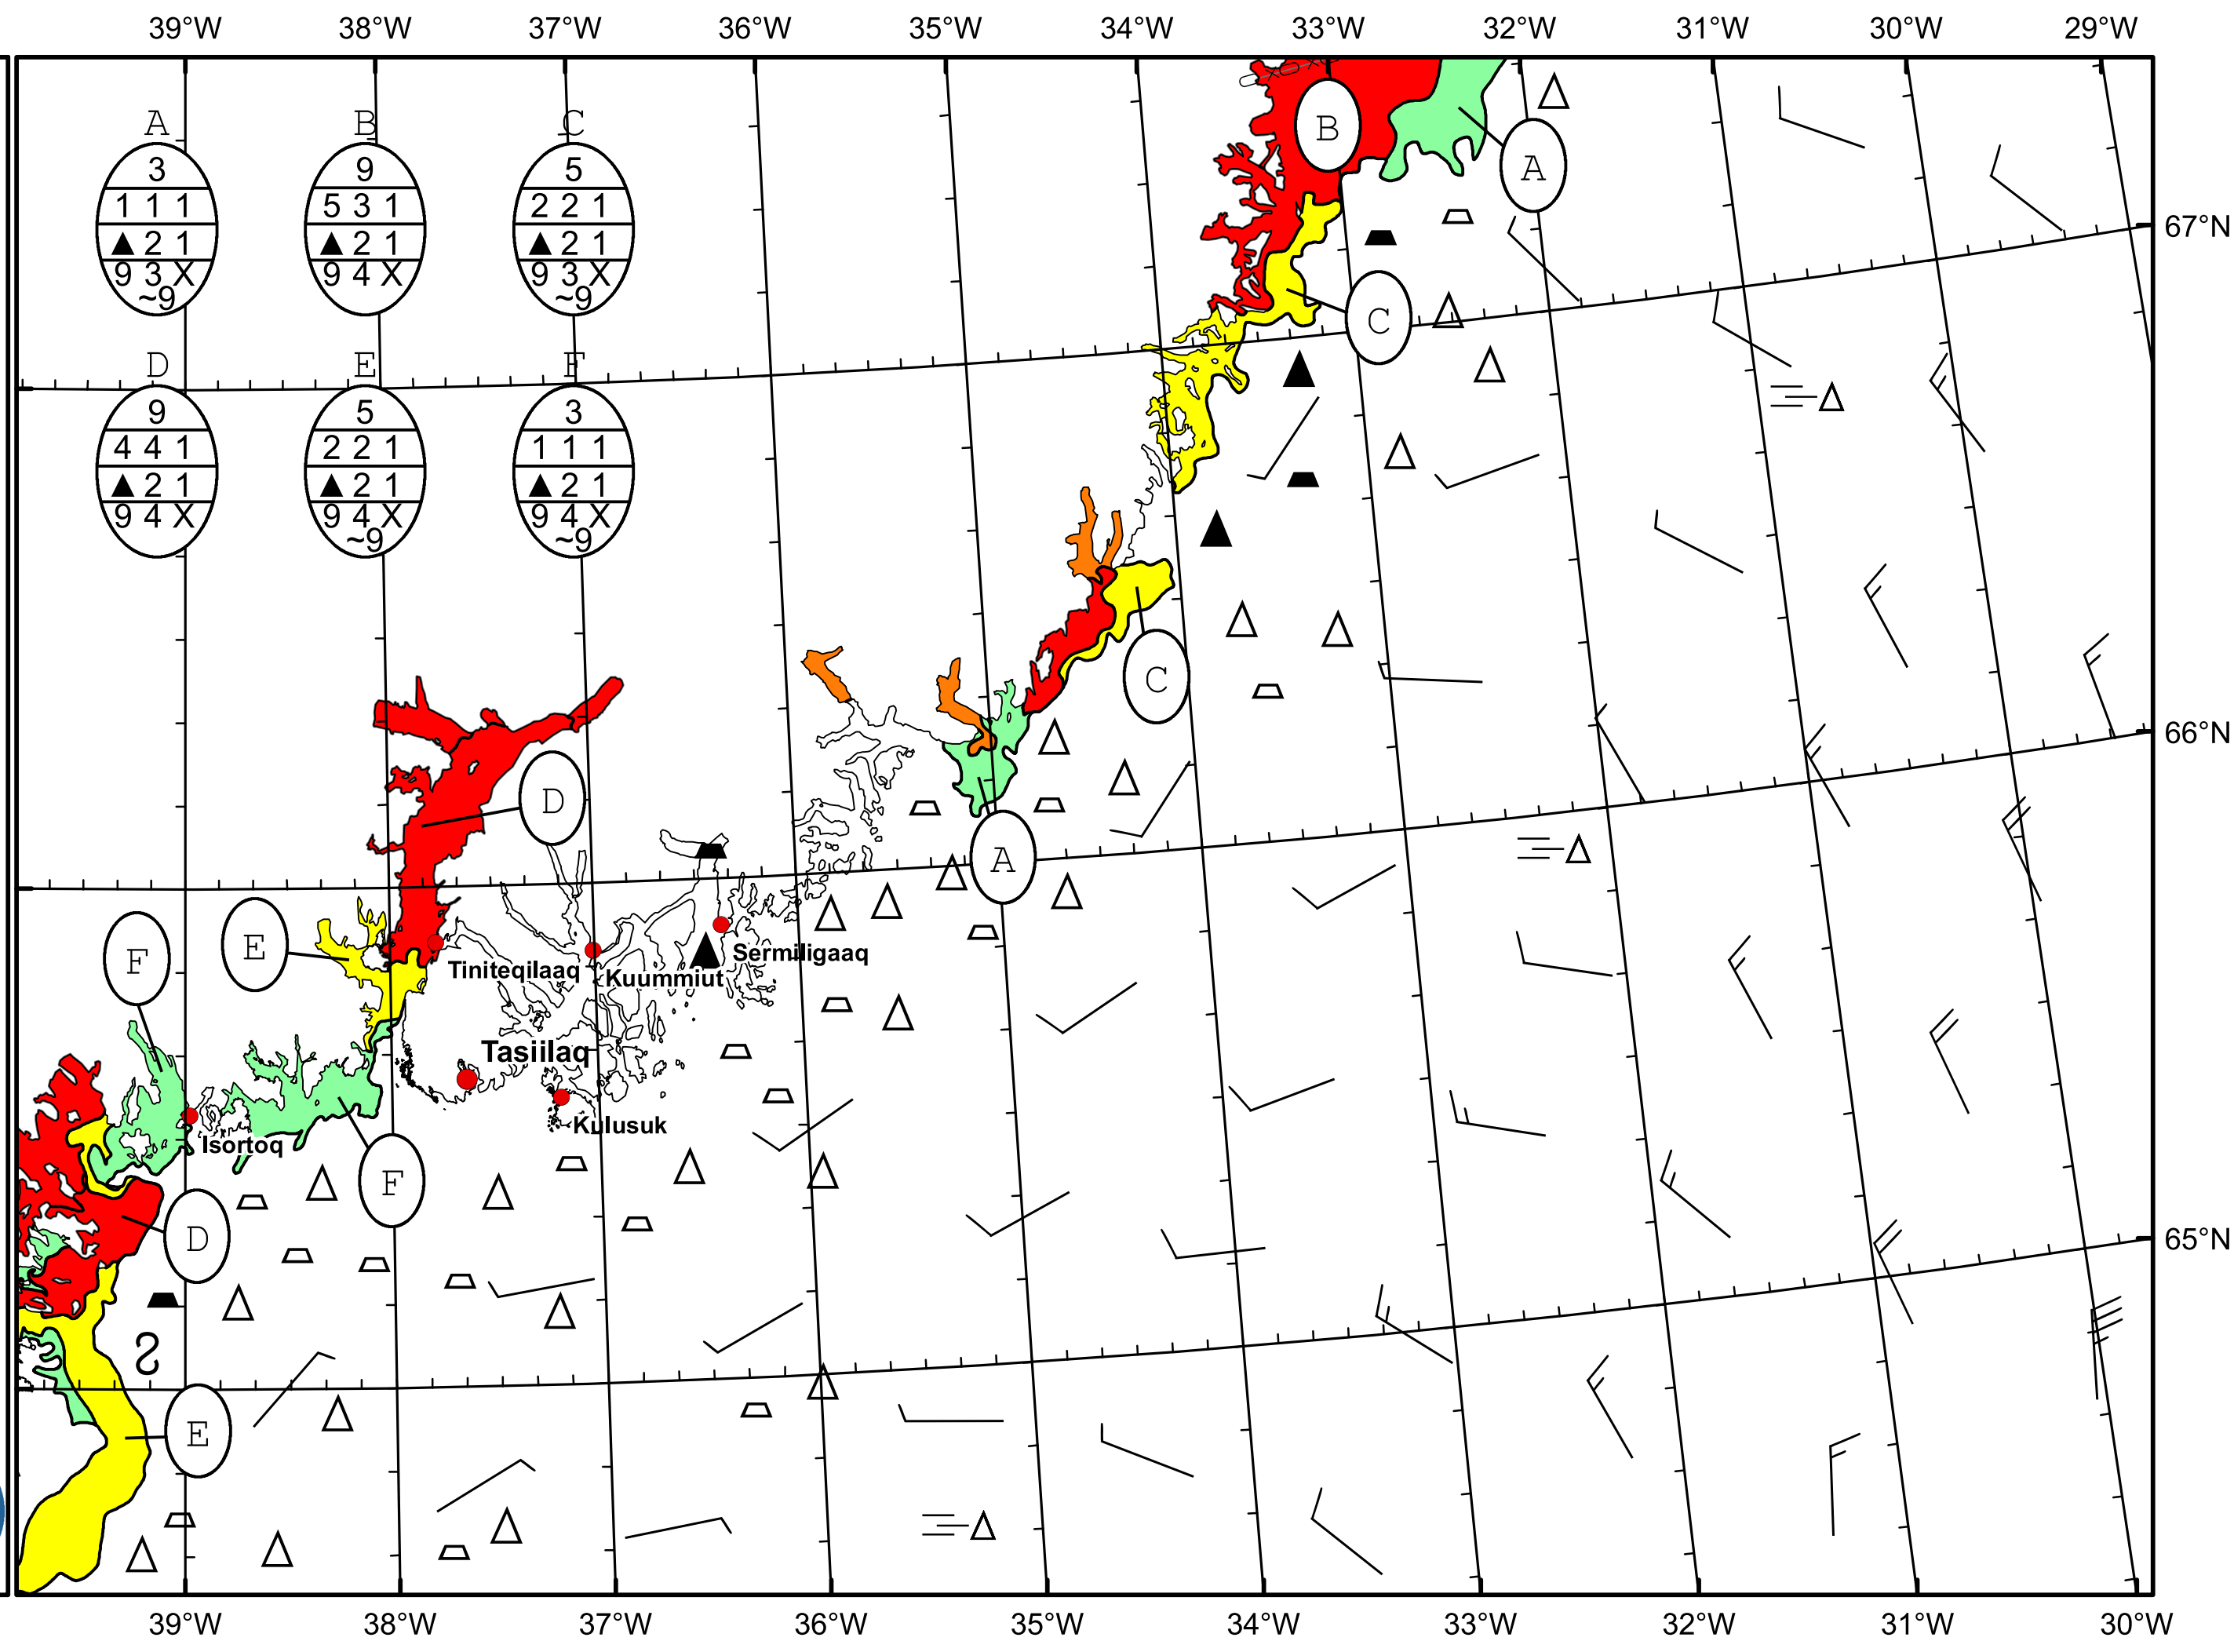 39°W 38°W 37°W 36°W 35°W 34°W 33°W 32°W 31°W 30°W 29°W
A B C
3 9 5
1 1 1 5 3 1 2 2 1
▲ 2 1 ▲ 2 1 ▲ 2 1
9 3 X 9 4 X 9 3 X
~9 ~9
B
A
67°N
C
D E F
9 5 3
4 4 1 2 2 1 1 1 1
▲ 2 1 ▲ 2 1 ▲ 2 1
9 4 X 9 4 X 9 4 X
~9 ~9
C
66°N
D
A
F E
Sermiligaaq
Tiniteqilaaq
Kuummiut
Tasiilaq
Kulusuk
Isortoq
F
D
65°N
E
39°W 38°W 37°W 36°W 35°W 34°W 33°W 32°W 31°W 30°W